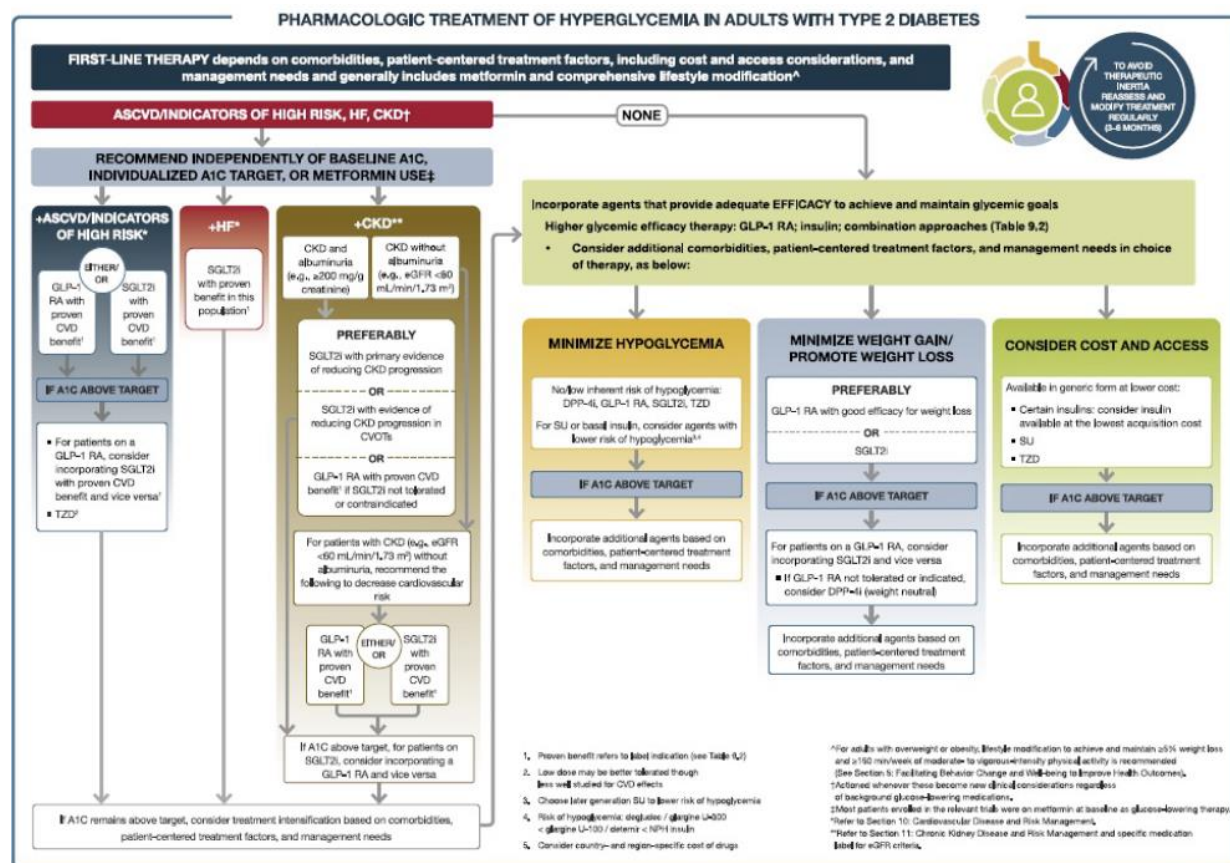 PHARMACOLOGIC TREATMENT OF HYPERGLYCEMIA IN ADULTS WITH TYPE 2 DIABETES
FIRST-LINE THERAPY depends on comorbidities, patient-centered treatment factors, including cost and access considerations, and
management needs and generally includes metformin and comprehensive lifestyle modification^
TO AVOID
THERAPEUTIC
INERTIA
REASSESS AND
MODIFY TREATMENT
REGULARLY
(3–6 MONTHS)
ASCVD/INDICATORS OF HIGH RISK, HF, CKD†
NONE
RECOMMEND INDEPENDENTLY OF BASELINE A1C,
INDIVIDUALIZED A1C TARGET, OR METFORMIN USE‡
+ASCVD/INDICATORS
OF HIGH RISK*
EITHER/
OR
GLP-1
RA with
proven
CVD
benefit¹
SGLT2i
with
proven
CVD
benefit¹
IF A1C ABOVE TARGET
▪ For patients on a
GLP-1 RA, consider
incorporating SGLT2i
with proven CVD
benefit and vice versa¹
▪ TZD²
+HF*
SGLT2i
with proven
benefit in this
population¹
+CKD**
CKD and
albuminuria
(e.g., ≥200 mg/g
creatinine)
CKD without
albuminuria
(e.g., eGFR <60
mL/min/1.73 m²)
PREFERABLY
SGLT2i with primary evidence
of reducing CKD progression
OR
SGLT2i with evidence of
reducing CKD progression in
CVOTs
OR
GLP-1 RA with proven CVD
benefit¹ if SGLT2i not tolerated
or contraindicated
For patients with CKD (e.g., eGFR
<60 mL/min/1.73 m²) without
albuminuria, recommend the
following to decrease cardiovascular
risk
GLP-1
RA with
proven
CVD
benefit¹
EITHER/
OR
SGLT2i
with
proven
CVD
benefit¹
If A1C above target, for patients on
SGLT2i, consider incorporating a
GLP-1 RA and vice versa
If A1C remains above target, consider treatment intensification based on comorbidities,
patient-centered treatment factors, and management needs
Incorporate agents that provide adequate EFFICACY to achieve and maintain glycemic goals
Higher glycemic efficacy therapy: GLP-1 RA; insulin; combination approaches (Table 9.2)
• Consider additional comorbidities, patient-centered treatment factors, and management needs in choice
of therapy, as below:
MINIMIZE HYPOGLYCEMIA
No/low inherent risk of hypoglycemia:
DPP-4i, GLP-1 RA, SGLT2i, TZD
For SU or basal insulin, consider agents with
lower risk of hypoglycemia³,⁴
IF A1C ABOVE TARGET
Incorporate additional agents based on
comorbidities, patient-centered treatment
factors, and management needs
MINIMIZE WEIGHT GAIN/
PROMOTE WEIGHT LOSS
PREFERABLY
GLP-1 RA with good efficacy for weight loss
OR
SGLT2i
IF A1C ABOVE TARGET
For patients on a GLP-1 RA, consider
incorporating SGLT2i and vice versa
▪ If GLP-1 RA not tolerated or indicated,
consider DPP-4i (weight neutral)
Incorporate additional agents based on
comorbidities, patient-centered treatment
factors, and management needs
CONSIDER COST AND ACCESS
Available in generic form at lower cost:
▪ Certain insulins: consider insulin
available at the lowest acquisition cost
▪ SU
▪ TZD
IF A1C ABOVE TARGET
Incorporate additional agents based on
comorbidities, patient-centered treatment
factors, and management needs
1. Proven benefit refers to label indication (see Table 9.2)
2. Low dose may be better tolerated though
less well studied for CVD effects
3. Choose later generation SU to lower risk of hypoglycemia
4. Risk of hypoglycemia: degludec / glargine U-300
< glargine U-100 / detemir < NPH insulin
5. Consider country- and region-specific cost of drugs
^For adults with overweight or obesity, lifestyle modification to achieve and maintain ≥5% weight loss
and ≥150 min/week of moderate- to vigorous-intensity physical activity is recommended
(See Section 5: Facilitating Behavior Change and Well-being to Improve Health Outcomes).
†Actioned whenever these become new clinical considerations regardless
of background glucose-lowering medications.
‡Most patients enrolled in the relevant trials were on metformin at baseline as glucose-lowering therapy.
*Refer to Section 10: Cardiovascular Disease and Risk Management.
**Refer to Section 11: Chronic Kidney Disease and Risk Management and specific medication
label for eGFR criteria.